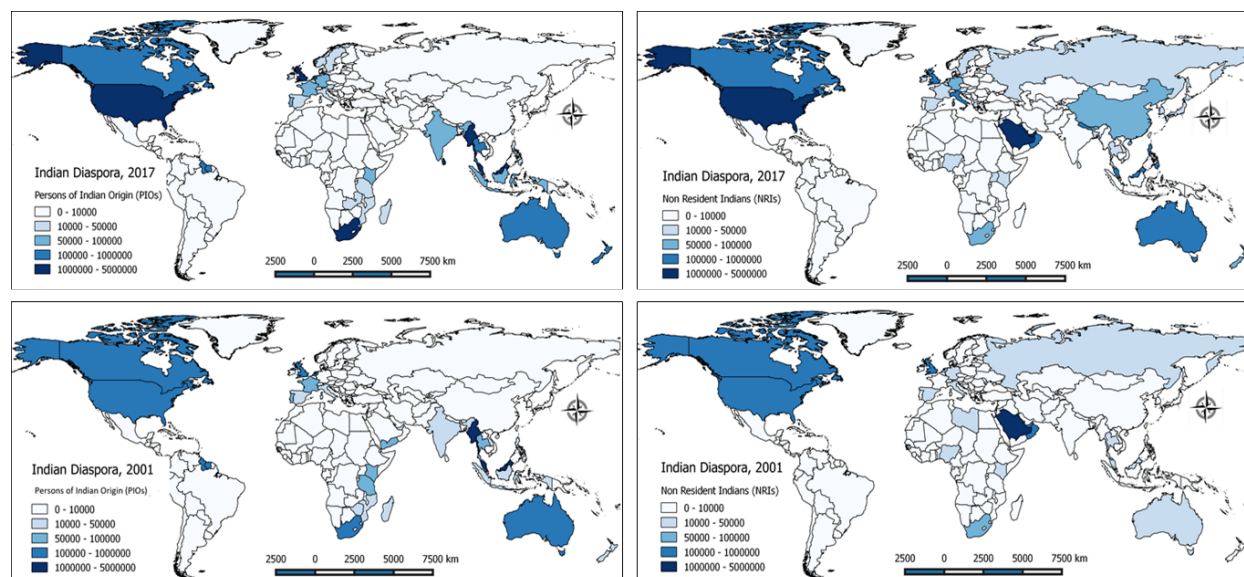 Indian Diaspora, 2017
Persons of Indian Origin (PIOs)
0 - 10000
10000 - 50000
50000 - 100000
100000 - 1000000
1000000 - 5000000
2500 0 2500 5000 7500 km
Indian Diaspora, 2017
Non Resident Indians (NRIs)
0 - 10000
10000 - 50000
50000 - 100000
100000 - 1000000
1000000 - 5000000
2500 0 2500 5000 7500 km
Indian Diaspora, 2001
Persons of Indian Origin (PIOs)
0 - 10000
10000 - 50000
50000 - 100000
100000 - 1000000
1000000 - 5000000
2500 0 2500 5000 7500 km
Indian Diaspora, 2001
Non Resident Indians (NRIs)
0 - 10000
10000 - 50000
50000 - 100000
100000 - 1000000
1000000 - 5000000
2500 0 2500 5000 7500 km